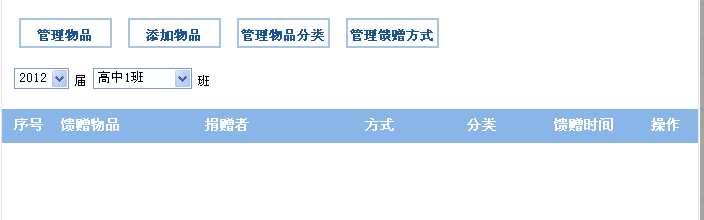 管理物品 添加物品 管理物品分类 管理馈赠方式
2012 届 高中1班 班
序号 馈赠物品 捐赠者 方式 分类 馈赠时间 操作